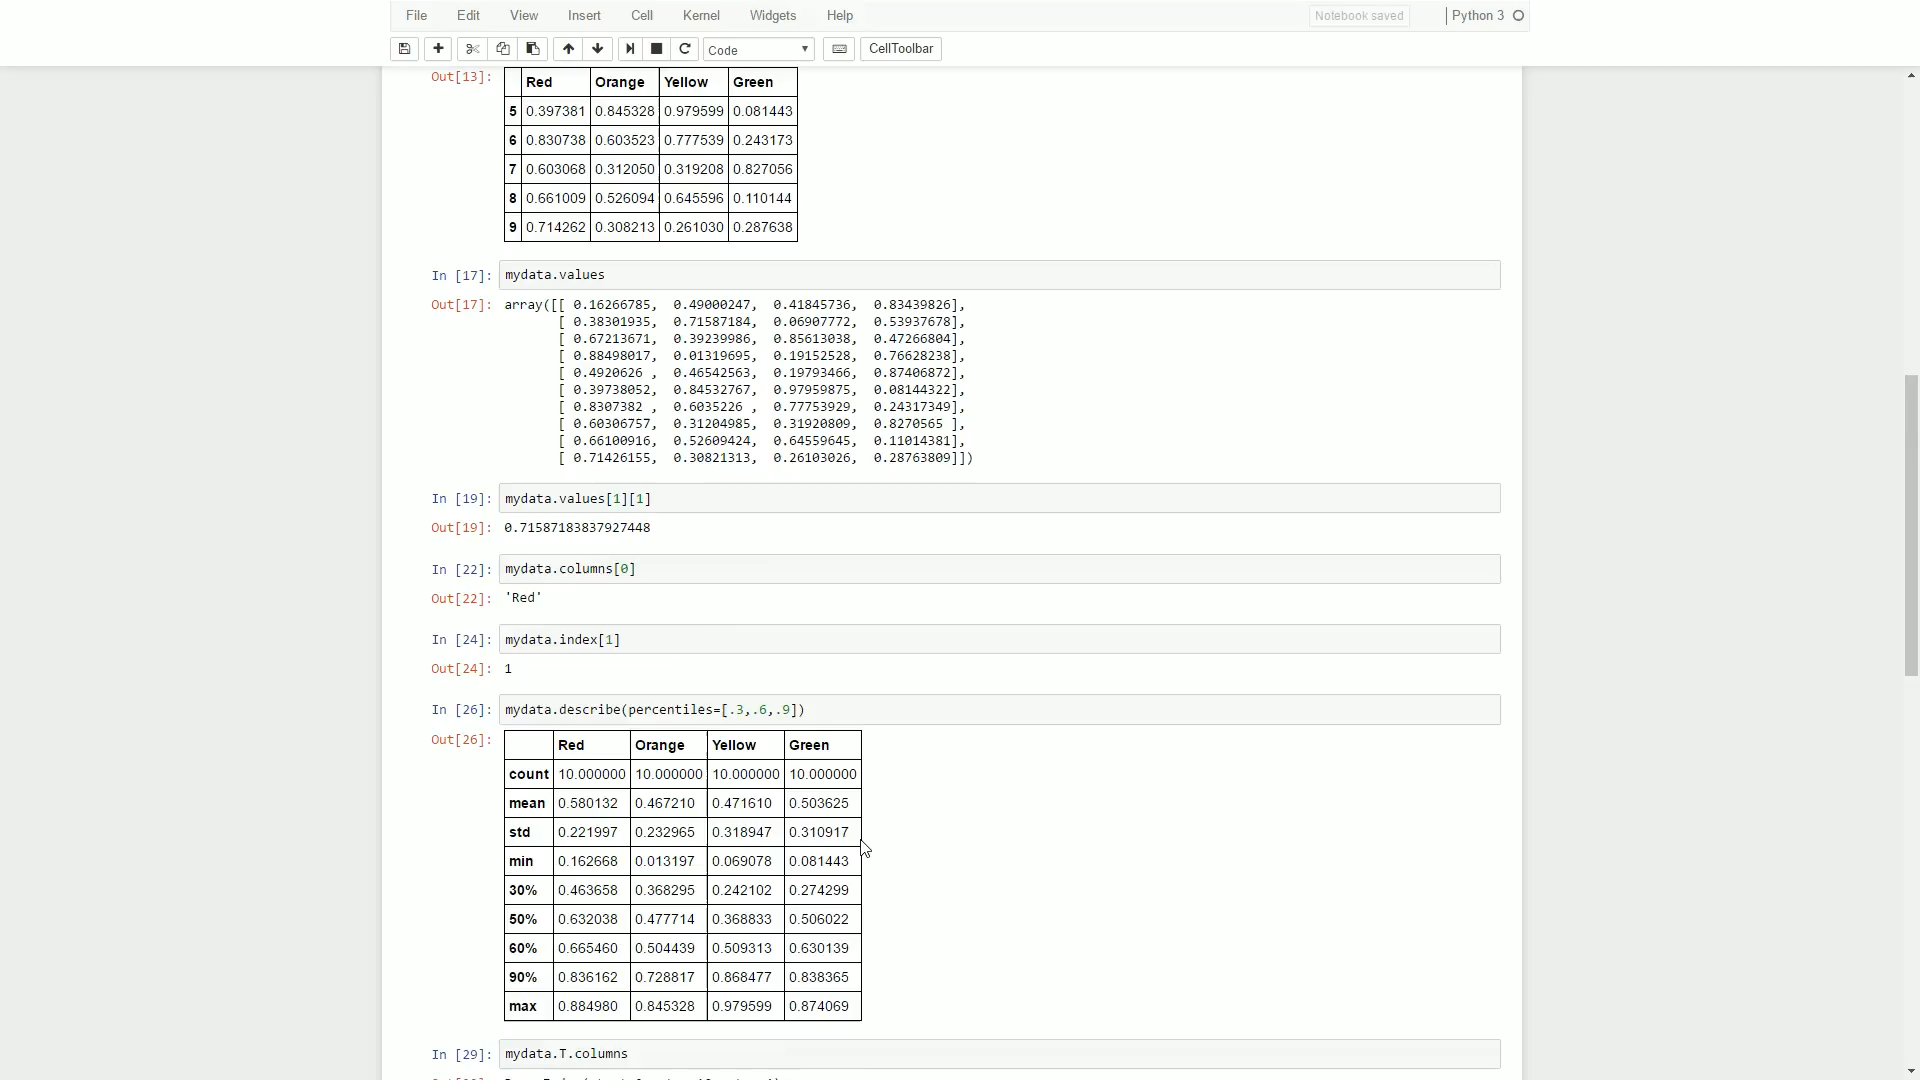 File Edit View Insert Cell Kernel Widgets Help Notebook saved Python 3
Code CellToolbar
Out[13]: Red Orange Yellow Green
5 0.397381 0.845328 0.979599 0.081443
6 0.830738 0.603523 0.777539 0.243173
7 0.603068 0.312050 0.319208 0.827056
8 0.661009 0.526094 0.645596 0.110144
9 0.714262 0.308213 0.261030 0.287638
In [17]: mydata.values
Out[17]: array([[ 0.16266785, 0.49000247, 0.41845736, 0.83439826],
[ 0.38301935, 0.71587184, 0.06907772, 0.53937678],
[ 0.67213671, 0.39239986, 0.85613038, 0.47266804],
[ 0.88498017, 0.01319695, 0.19152528, 0.76628238],
[ 0.4920626 , 0.46542563, 0.19793466, 0.87406872],
[ 0.39738052, 0.84532767, 0.97959875, 0.08144322],
[ 0.8307382 , 0.6035226 , 0.77753929, 0.24317349],
[ 0.60306757, 0.31204985, 0.31920809, 0.8270565 ],
[ 0.66100916, 0.52609424, 0.64559645, 0.11014381],
[ 0.71426155, 0.30821313, 0.26103026, 0.28763809]])
In [19]: mydata.values[1][1]
Out[19]: 0.71587183837927448
In [22]: mydata.columns[0]
Out[22]: 'Red'
In [24]: mydata.index[1]
Out[24]: 1
In [26]: mydata.describe(percentiles=[.3,.6,.9])
Out[26]: Red Orange Yellow Green
count 10.000000 10.000000 10.000000 10.000000
mean 0.580132 0.467210 0.471610 0.503625
std 0.221997 0.232965 0.318947 0.310917
min 0.162668 0.013197 0.069078 0.081443
30% 0.463658 0.368295 0.242102 0.274299
50% 0.632038 0.477714 0.368833 0.506022
60% 0.665460 0.504439 0.509313 0.630139
90% 0.836162 0.728817 0.868477 0.838365
max 0.884980 0.845328 0.979599 0.874069
In [29]: mydata.T.columns